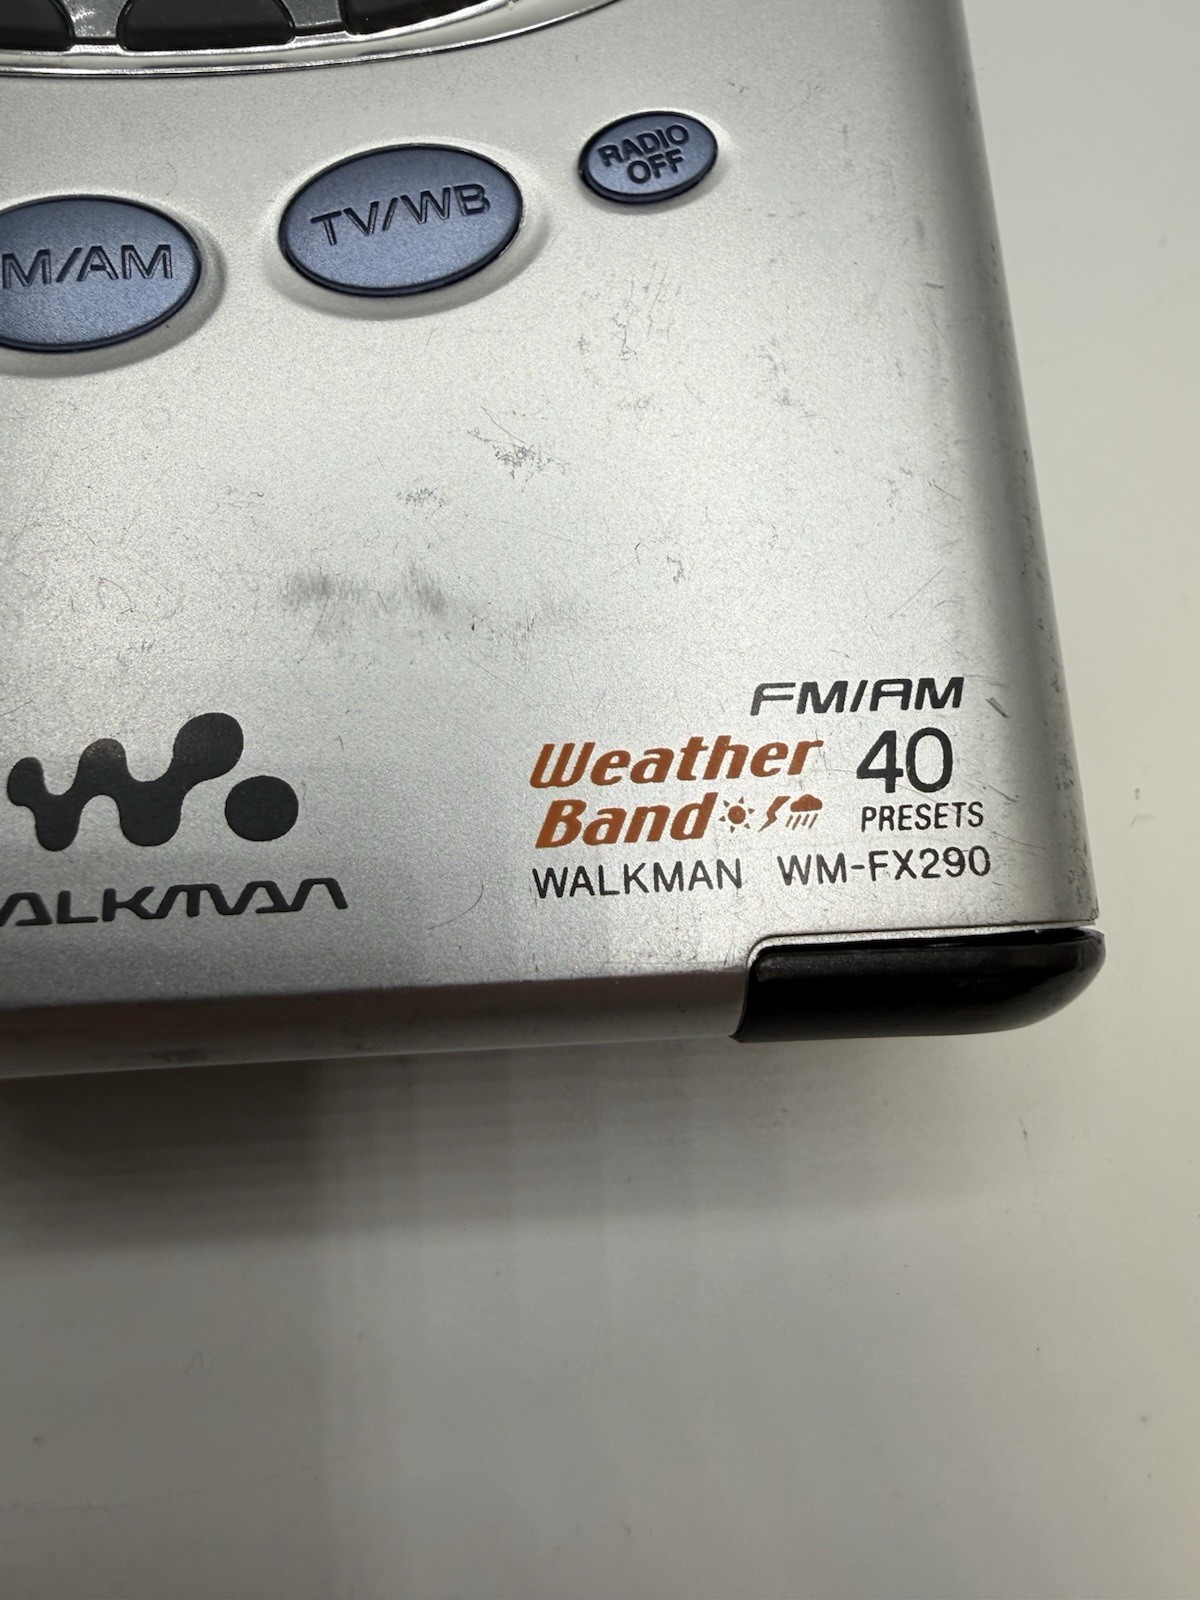 M/AM
TV/WB
RADIO
OFF
FM/AM
Weather
Band
40
PRESETS
WALKMAN WM-FX290
ALKMAN